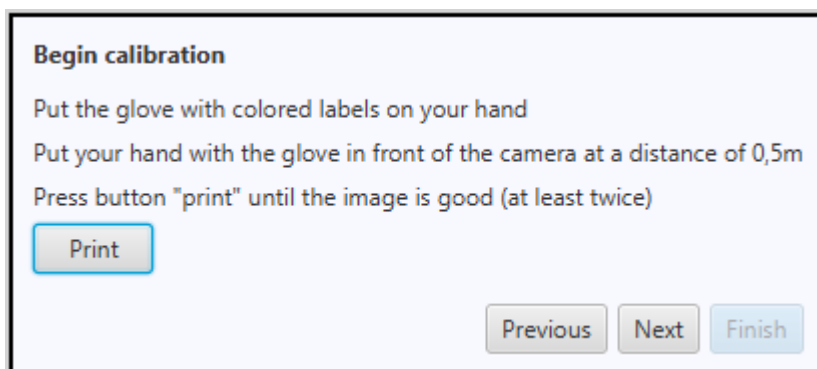 Begin calibration
Put the glove with colored labels on your hand
Put your hand with the glove in front of the camera at a distance of 0,5m
Press button "print" until the image is good (at least twice)
Print
Previous Next Finish